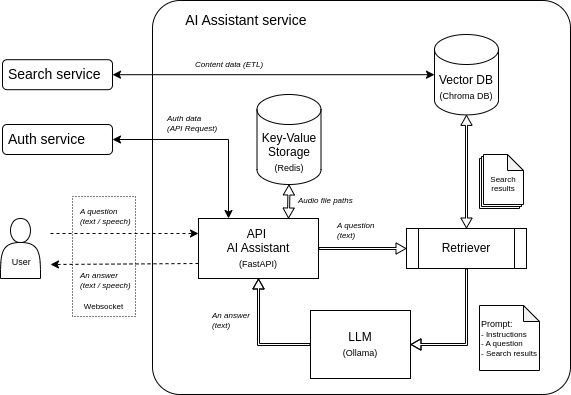 AI Assistant service
Search service
Content data (ETL)
Vector DB
(Chroma DB)
Auth service
Auth data
(API Request)
Key-Value
Storage
(Redis)
Audio file paths
Search
results
A question
(text / speech)
An answer
(text / speech)
Websocket
User
API
AI Assistant
(FastAPI)
A question
(text)
Retriever
An answer
(text)
LLM
(Ollama)
Prompt:
- Instructions
- A question
- Search results